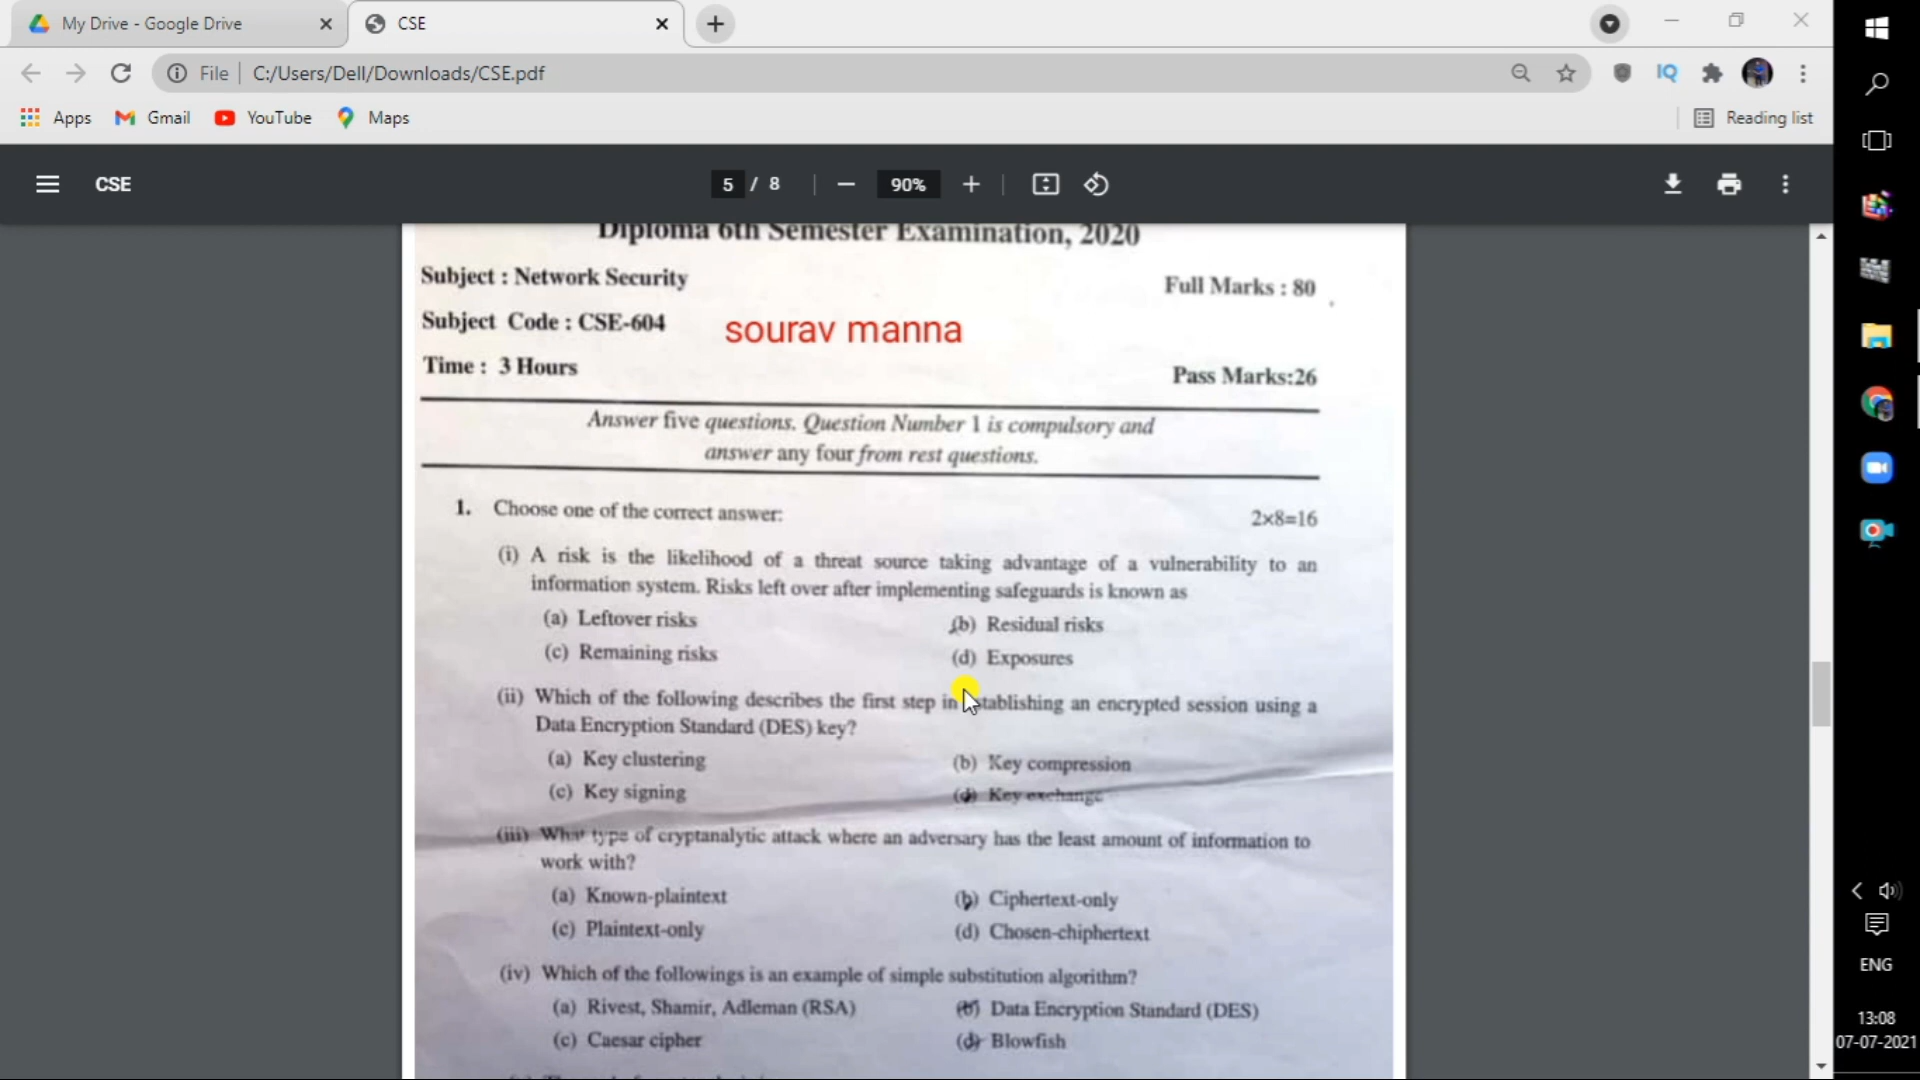 My Drive - Google Drive
CSE
File
C:/Users/Dell/Downloads/CSE.pdf
IQ
Apps
Gmail
YouTube
Maps
Reading list
CSE
5 / 8
90%
Diploma 6th Semester Examination, 2020
Subject : Network Security
Full Marks : 80
Subject Code : CSE-604
sourav manna
Time : 3 Hours
Pass Marks:26
Answer five questions. Question Number 1 is compulsory and
answer any four from rest questions.
1. Choose one of the correct answer: 2×8=16
(i) A risk is the likelihood of a threat source taking advantage of a vulnerability to an
information system. Risks left over after implementing safeguards is known as
(a) Leftover risks (b) Residual risks
(c) Remaining risks (d) Exposures
(ii) Which of the following describes the first step in establishing an encrypted session using a
Data Encryption Standard (DES) key?
(a) Key clustering (b) Key compression
(c) Key signing (d) Key exchange
(iii) What type of cryptanalytic attack where an adversary has the least amount of information to
work with?
(a) Known-plaintext (b) Ciphertext-only
(c) Plaintext-only (d) Chosen-chiphertext
(iv) Which of the followings is an example of simple substitution algorithm?
(a) Rivest, Shamir, Adleman (RSA) (b) Data Encryption Standard (DES)
(c) Caesar cipher (d) Blowfish
ENG
13:08
07-07-2021